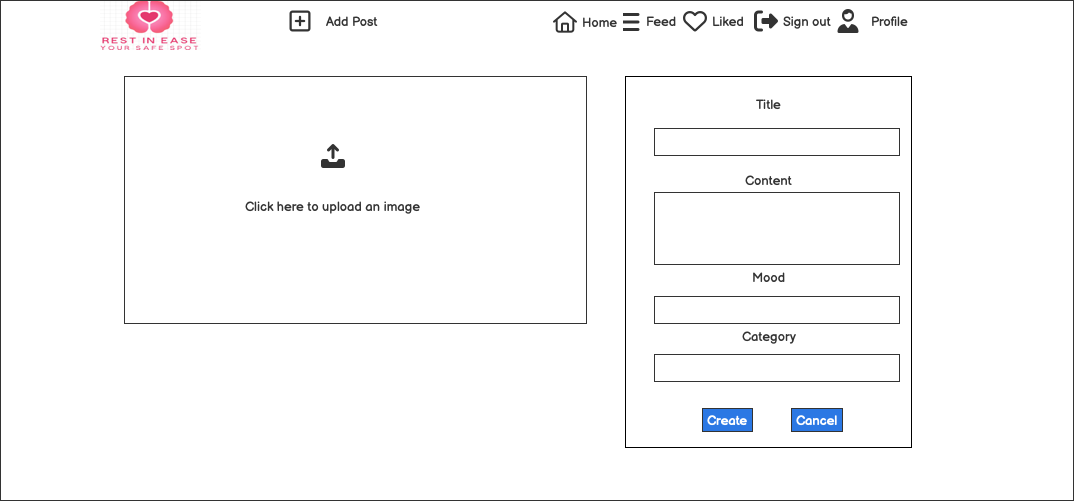 REST IN EASE
YOUR SAFE SPOT
Add Post
Home
Feed
Liked
Sign out
Profile
Click here to upload an image
Title
Content
Mood
Category
Create
Cancel